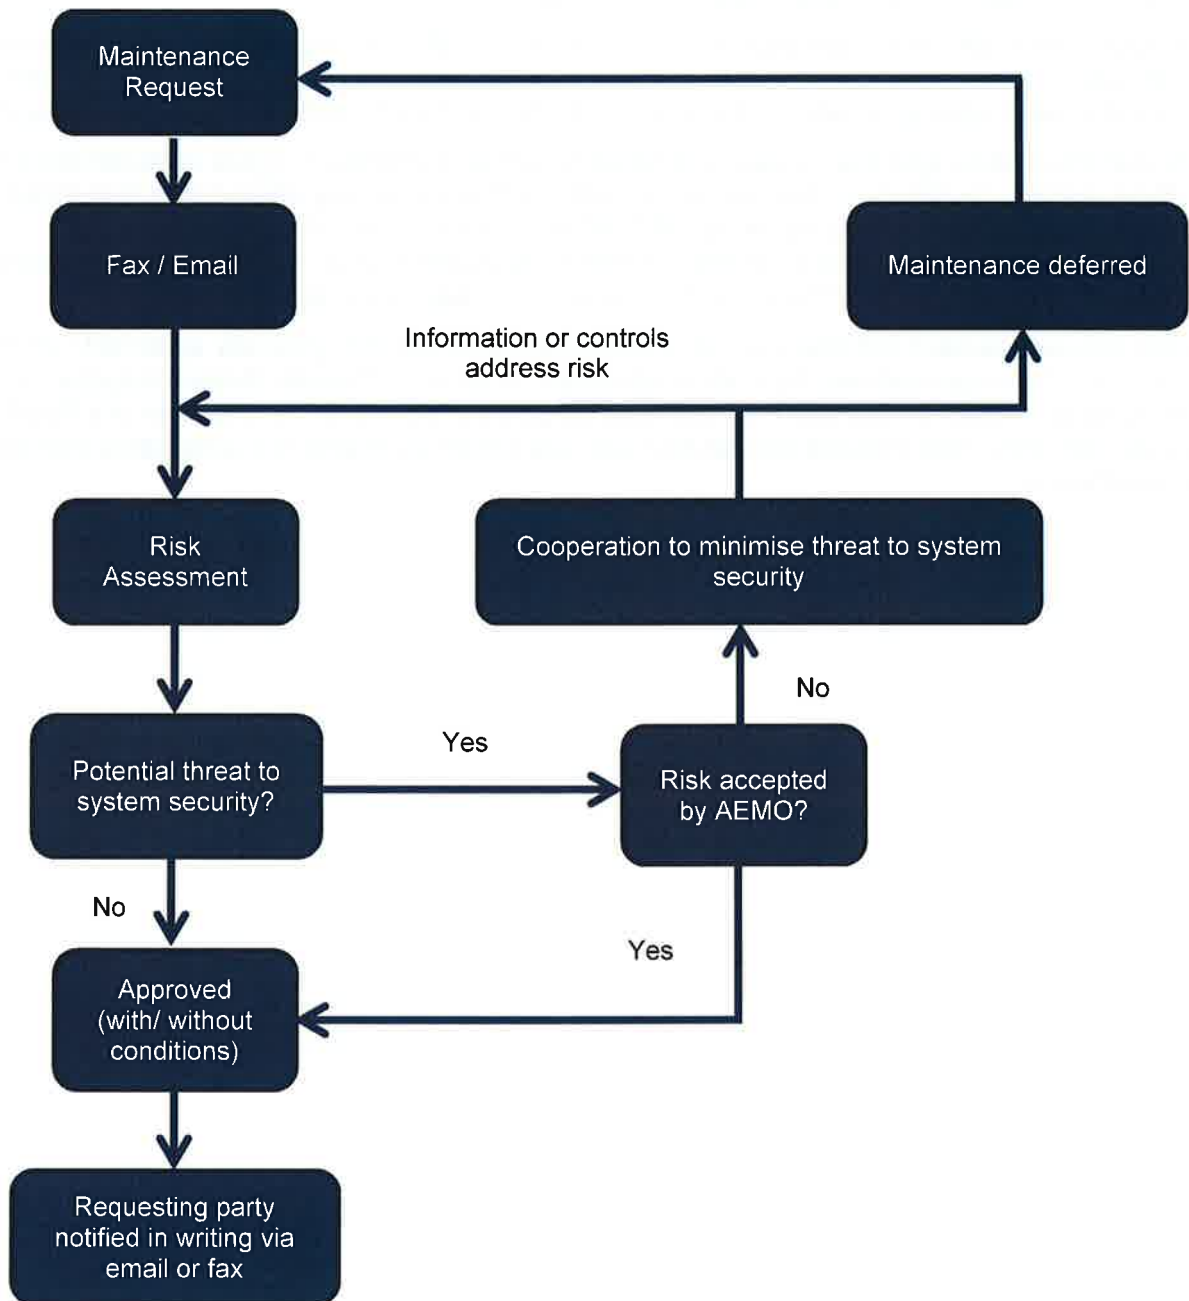 Maintenance
Request
Fax / Email
Maintenance deferred
Information or controls
address risk
Risk
Assessment
Cooperation to minimise threat to system
security
No
Yes
Potential threat to
system security?
Risk accepted
by AEMO?
No
Yes
Approved
(with/ without
conditions)
Requesting party
notified in writing via
email or fax